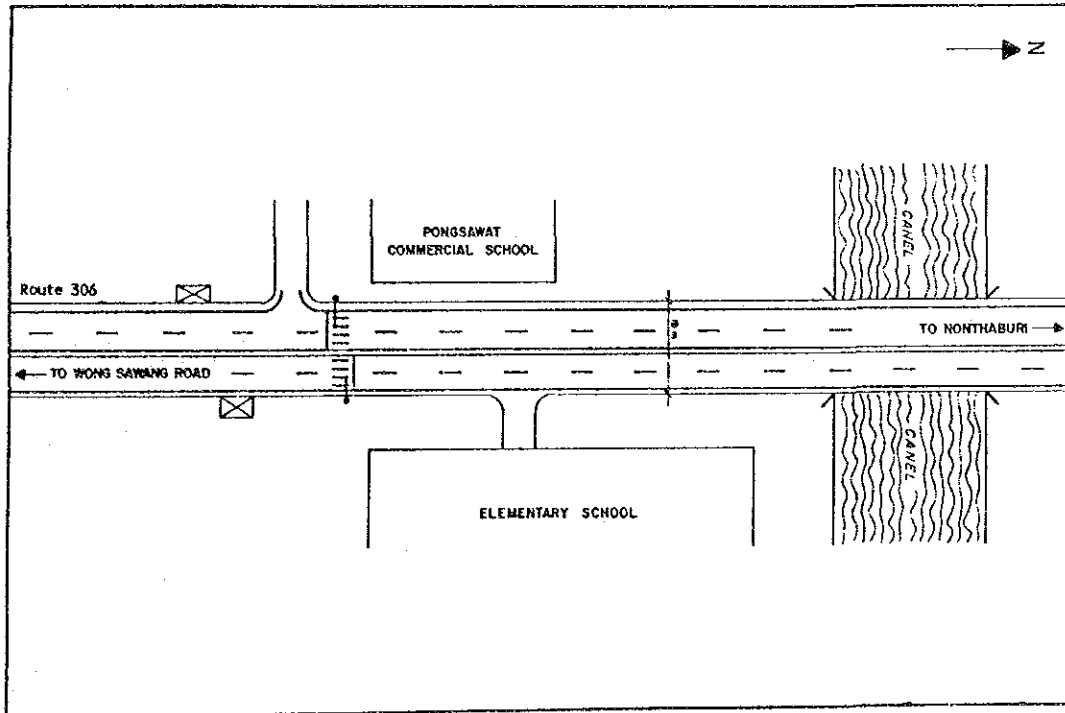 N
PONGSAWAT
COMMERCIAL SCHOOL
CANEL
Route 306
TO NONTHABURI
TO WONG SAWANG ROAD
CANEL
ELEMENTARY SCHOOL